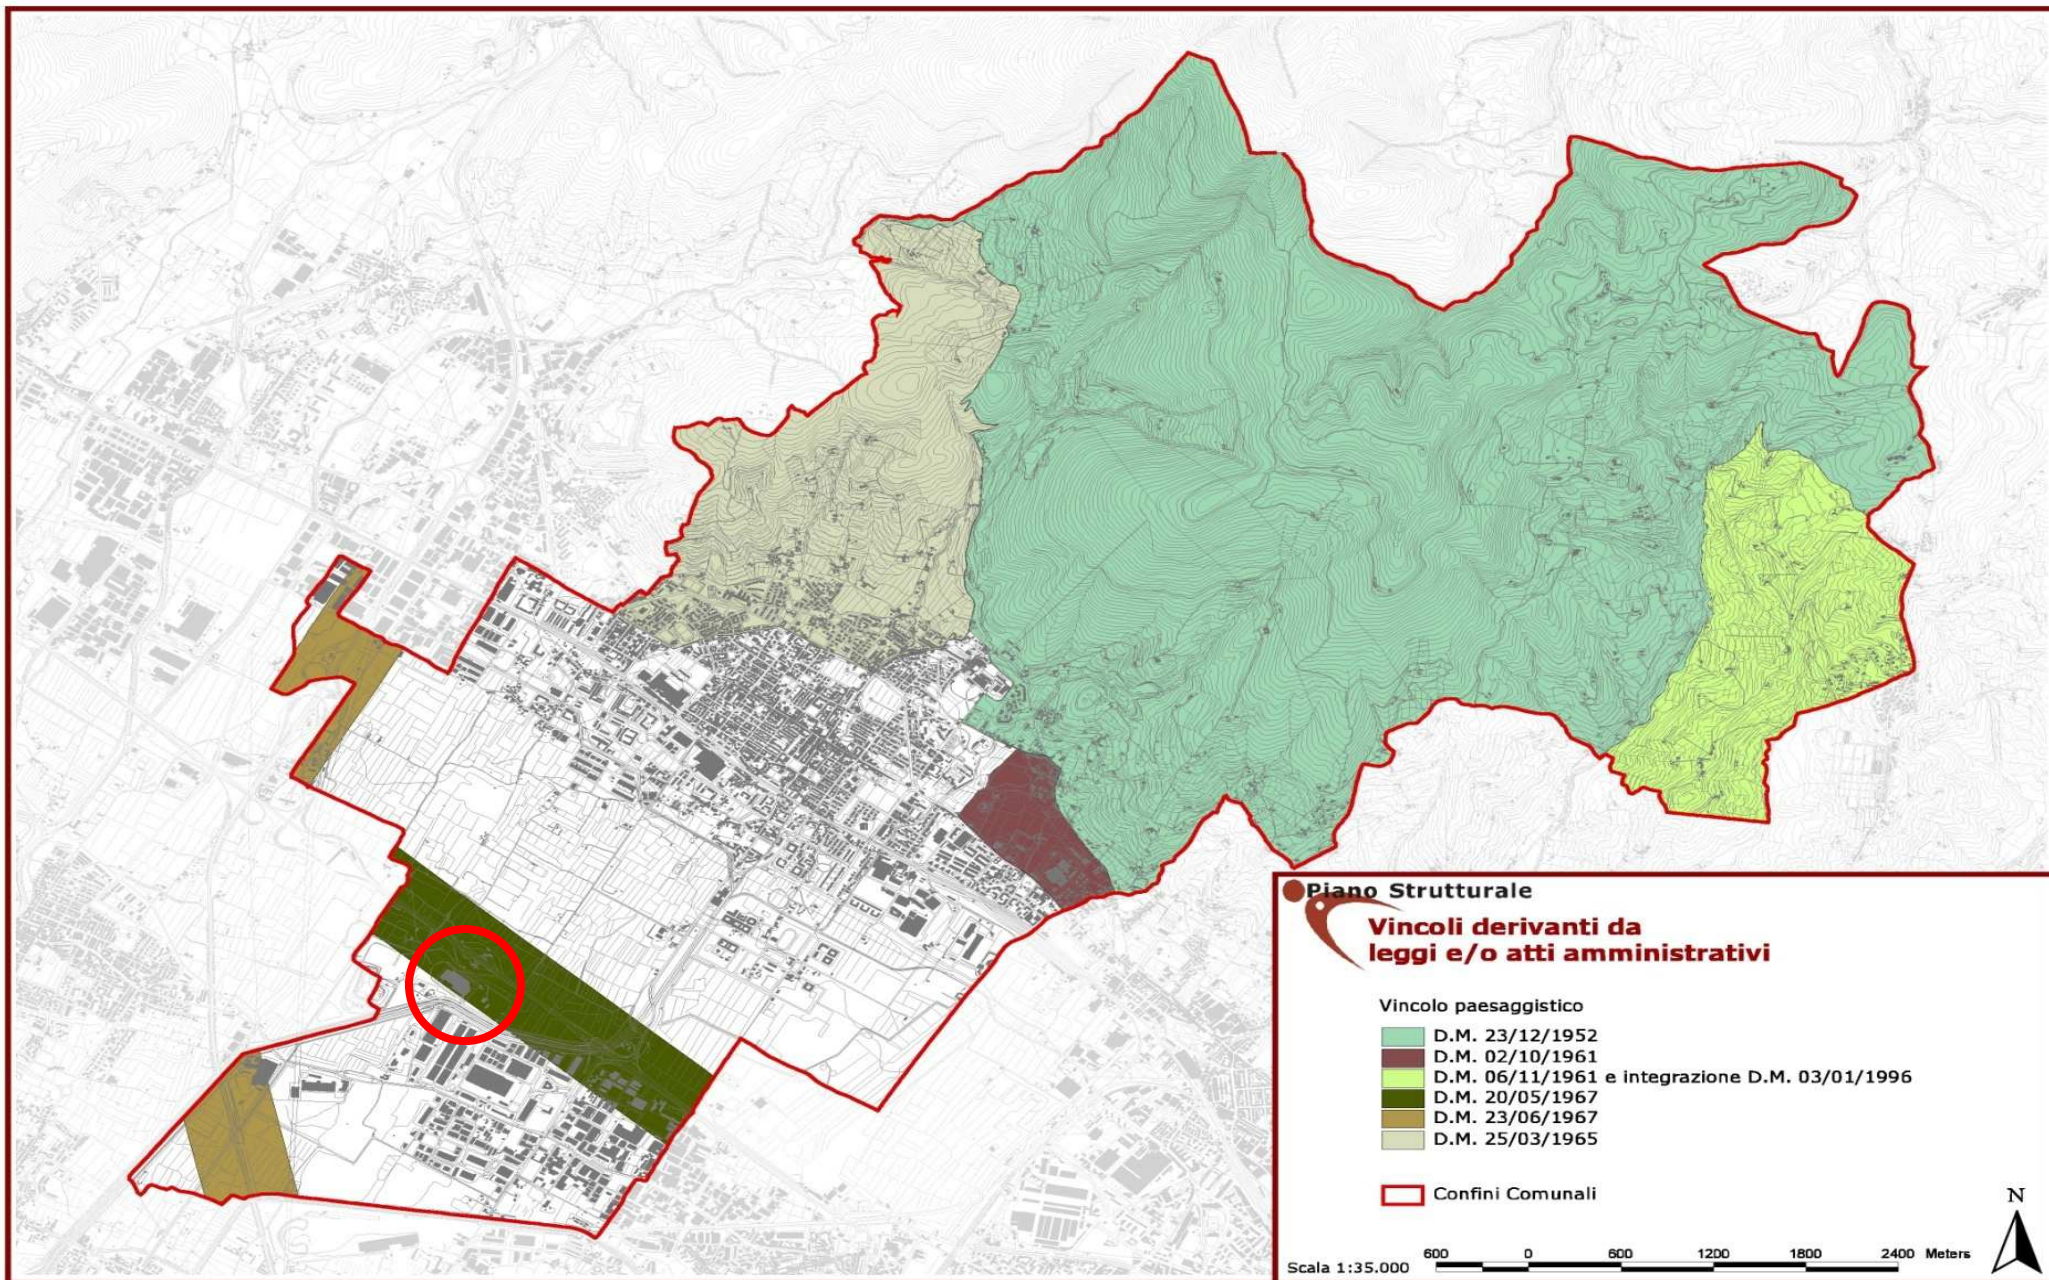 Piano Strutturale
Vincoli derivanti da
leggi e/o atti amministrativi
Vincolo paesaggistico
D.M. 23/12/1952
D.M. 02/10/1961
D.M. 06/11/1961 e integrazione D.M. 03/01/1996
D.M. 20/05/1967
D.M. 23/06/1967
D.M. 25/03/1965
Confini Comunali
N
Scala 1:35.000
600 0 600 1200 1800 2400 Meters